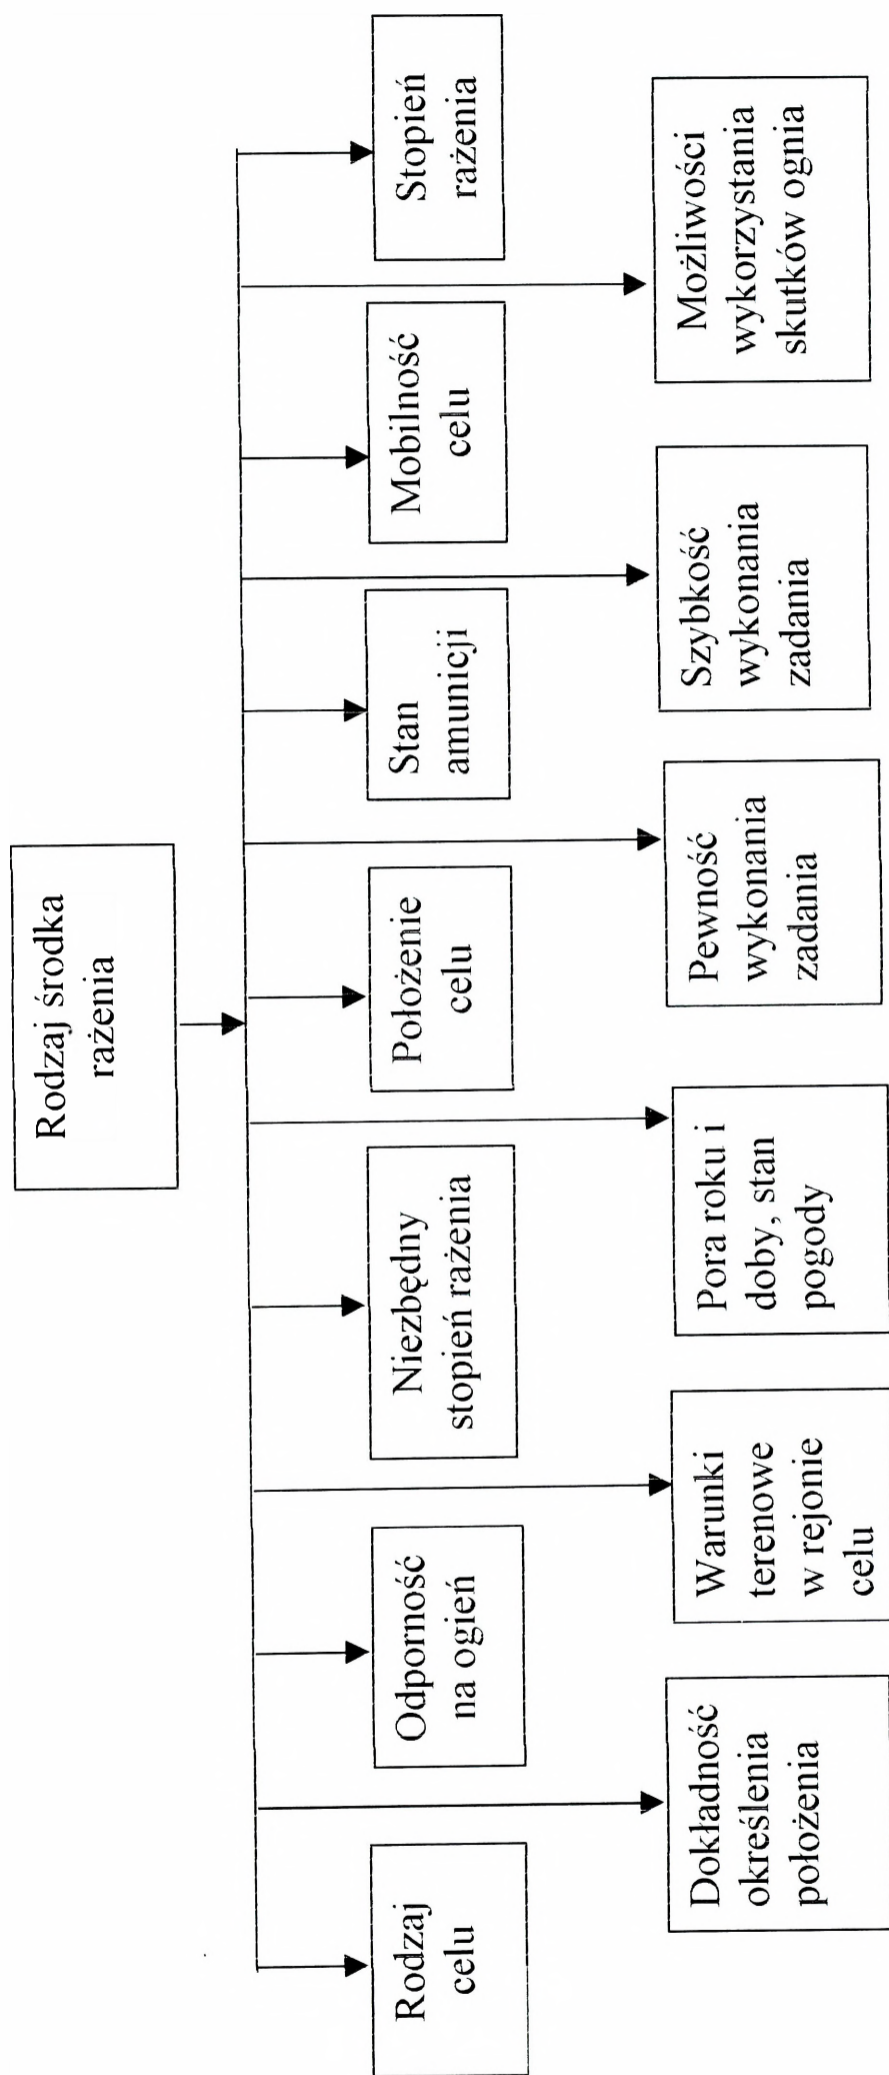 Rodzaj środka
rażenia
Rodzaj
celu
Odporność
na ogień
Niezbędny
stopień rażenia
Położenie
celu
Stan
amunicji
Mobilność
celu
Stopień
rażenia
Dokładność
określenia
położenia
Warunki
terenowe
w rejonie
celu
Pora roku i
doby, stan
pogody
Pewność
wykonania
zadania
Szybkość
wykonania
zadania
Możliwości
wykorzystania
skutków ognia